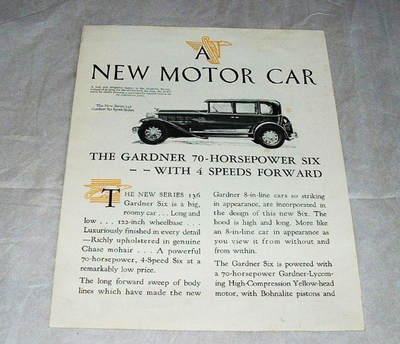 A
NEW MOTOR CAR
The New Series 136
Gardner Six Sport Sedan
THE GARDNER 70-HORSEPOWER SIX
-- WITH 4 SPEEDS FORWARD
THE NEW SERIES 136
Gardner Six is a big,
roomy car . . . Long and
low . . . 122-inch wheelbase . . .
Luxuriously finished in every detail
—Richly upholstered in genuine
Chase mohair . . . A powerful
70-horsepower, 4-Speed Six at a
remarkably low price.
The long forward sweep of body
lines which have made the new
Gardner 8-in-line cars so striking
in appearance, are incorporated in
the design of this new Six. The
hood is high and long. More like
an 8-in-line car in appearance as
you view it from without and
from within.
The Gardner Six is powered with
a 70-horsepower Gardner-Lycom-
ing High-Compression Yellow-head
motor, with Bohnalite pistons and